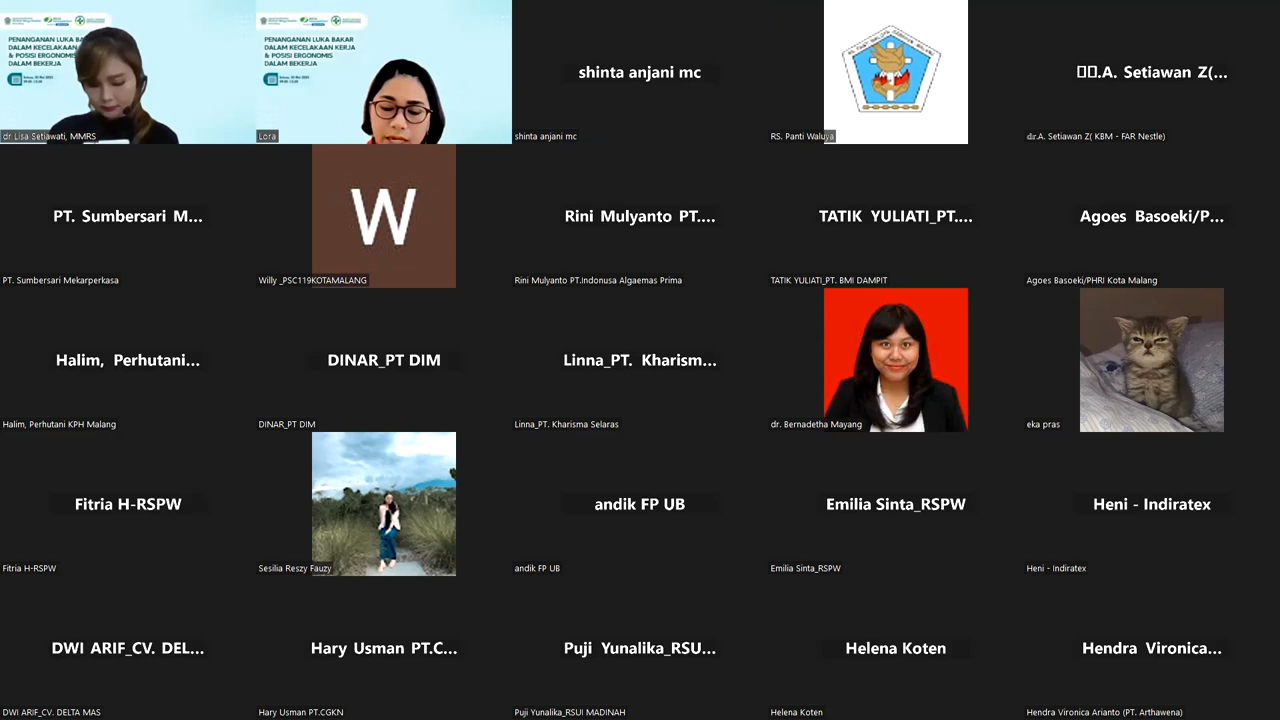 PENANGANAN LUKA BA
DALAM KECELAKAAN
& POSISI ERGONOMIS
DALAM BEKERJA
dr Lisa Setiawati, MMRS
PENANGANAN LUKA BAKAR
DALAM KECELAKAAN KERJA
& POSISI ERGONOMIS
DALAM BEKERJA
Lora
shinta anjani mc
shinta anjani mc
RS. PANTI WALUYA SAWAHAN MALANG
RS. Panti Waluya
.A. Setiawan Z(...
d.r.A. Setiawan Z( KBM - FAR Nestle)
PT. Sumbersari M...
PT. Sumbersari Mekarperkasa
W
Willy _PSC119KOTAMALANG
Rini Mulyanto PT....
Rini Mulyanto PT.Indonusa Algaemas Prima
TATIK YULIATI_PT....
TATIK YULIATI_PT. BMI DAMPIT
Agoes Basoeki/P...
Agoes Basoeki/PHRI Kota Malang
Halim, Perhutani...
Halim, Perhutani KPH Malang
DINAR_PT DIM
DINAR_PT DIM
Linna_PT. Kharism...
Linna_PT. Kharisma Selaras
dr. Bernadetha Mayang
eka pras
Fitria H-RSPW
Fitria H-RSPW
Sesilia Reszy Fauzy
andik FP UB
andik FP UB
Emilia Sinta_RSPW
Emilia Sinta_RSPW
Heni - Indiratex
Heni - Indiratex
DWI ARIF_CV. DEL...
DWI ARIF_CV. DELTA MAS
Hary Usman PT.C...
Hary Usman PT.CGKN
Puji Yunalika_RSU...
Puji Yunalika_RSUI MADINAH
Helena Koten
Helena Koten
Hendra Vironica...
Hendra Vironica Arianto (PT. Arthawena)